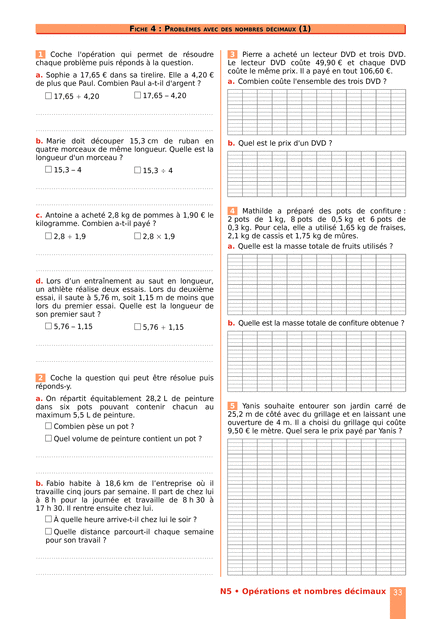 FICHE 4 : PROBLÈMES AVEC DES NOMBRES DÉCIMAUX (1)
1 Coche l'opération qui permet de résoudre
chaque problème puis réponds à la question.
a. Sophie a 17,65 € dans sa tirelire. Elle a 4,20 €
de plus que Paul. Combien Paul a-t-il d'argent ?
17,65 + 4,20
17,65 – 4,20
b. Marie doit découper 15,3 cm de ruban en
quatre morceaux de même longueur. Quelle est la
longueur d'un morceau ?
15,3 – 4
15,3 ÷ 4
c. Antoine a acheté 2,8 kg de pommes à 1,90 € le
kilogramme. Combien a-t-il payé ?
2,8 + 1,9
2,8 × 1,9
d. Lors d'un entraînement au saut en longueur,
un athlète réalise deux essais. Lors du deuxième
essai, il saute à 5,76 m, soit 1,15 m de moins que
lors du premier essai. Quelle est la longueur de
son premier saut ?
5,76 – 1,15
5,76 + 1,15
2 Coche la question qui peut être résolue puis
réponds-y.
a. On répartit équitablement 28,2 L de peinture
dans six pots pouvant contenir chacun au
maximum 5,5 L de peinture.
Combien pèse un pot ?
Quel volume de peinture contient un pot ?
b. Fabio habite à 18,6 km de l'entreprise où il
travaille cinq jours par semaine. Il part de chez lui
à 8 h pour la journée et travaille de 8 h 30 à
17 h 30. Il rentre ensuite chez lui.
À quelle heure arrive-t-il chez lui le soir ?
Quelle distance parcourt-il chaque semaine
pour son travail ?
3 Pierre a acheté un lecteur DVD et trois DVD.
Le lecteur DVD coûte 49,90 € et chaque DVD
coûte le même prix. Il a payé en tout 106,60 €.
a. Combien coûte l'ensemble des trois DVD ?
b. Quel est le prix d'un DVD ?
4 Mathilde a préparé des pots de confiture :
2 pots de 1 kg, 8 pots de 0,5 kg et 6 pots de
0,3 kg. Pour cela, elle a utilisé 1,65 kg de fraises,
2,1 kg de cassis et 1,75 kg de mûres.
a. Quelle est la masse totale de fruits utilisés ?
b. Quelle est la masse totale de confiture obtenue ?
5 Yanis souhaite entourer son jardin carré de
25,2 m de côté avec du grillage et en laissant une
ouverture de 4 m. Il a choisi du grillage qui coûte
9,50 € le mètre. Quel sera le prix payé par Yanis ?
N5 • Opérations et nombres décimaux 33